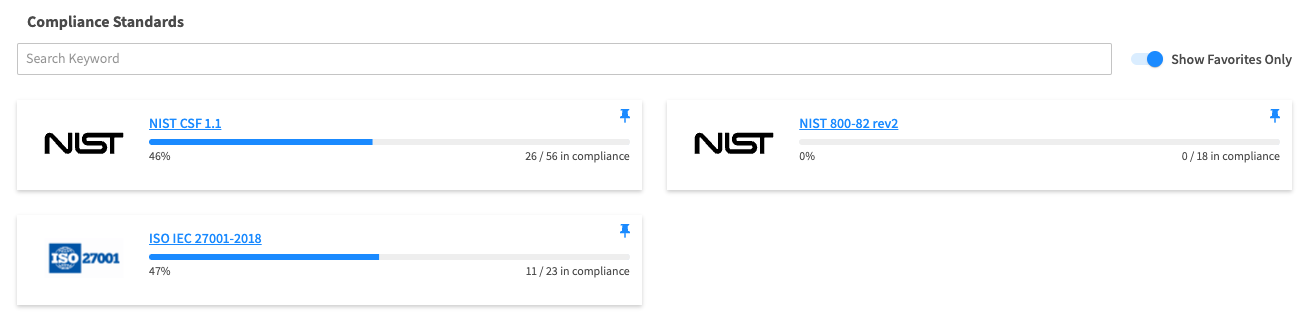 Compliance Standards
Search Keyword
Show Favorites Only
NIST
NIST CSF 1.1
46%
26 / 56 in compliance
NIST
NIST 800-82 rev2
0%
0 / 18 in compliance
ISO 27001
ISO IEC 27001-2018
47%
11 / 23 in compliance